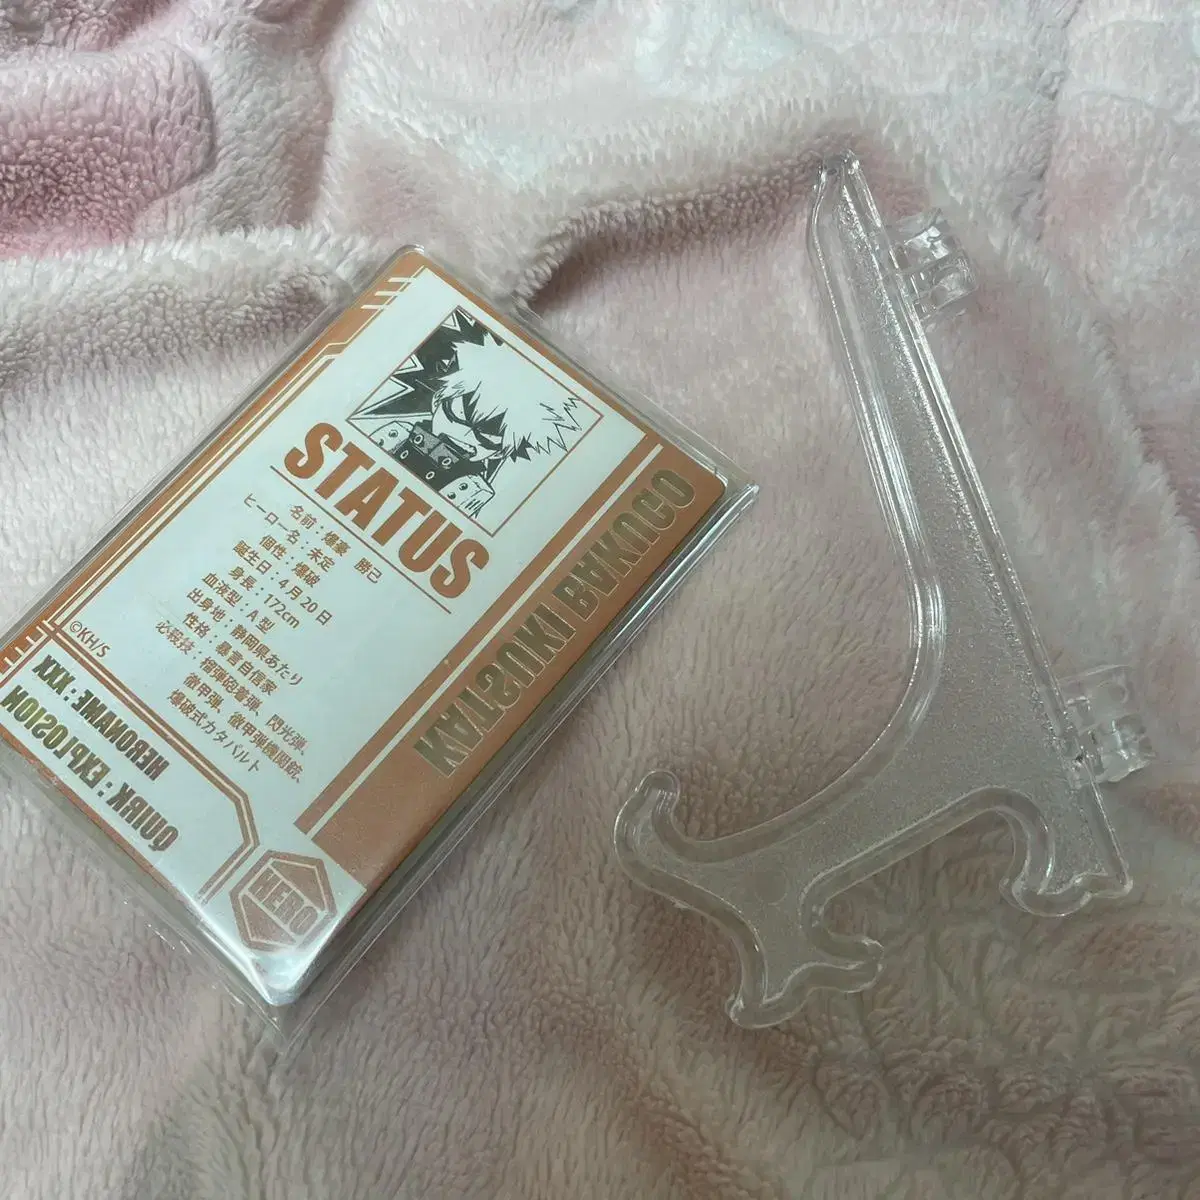 STATUS
名前：爆豪　勝己
ヒーロー名：未定
個性：爆破
誕生日：4月20日
身長：172cm
血液型：A型
出身地：静岡県あたり
性格：暴言自信家
必殺技：榴弾砲着弾、閃光弾、
徹甲弾、徹甲弾機関銃、
爆破式カタパルト
©KH/S
KATSUKI BAKUGO
HERONAME : XXX
QUIRK : EXPLOSION
HERO